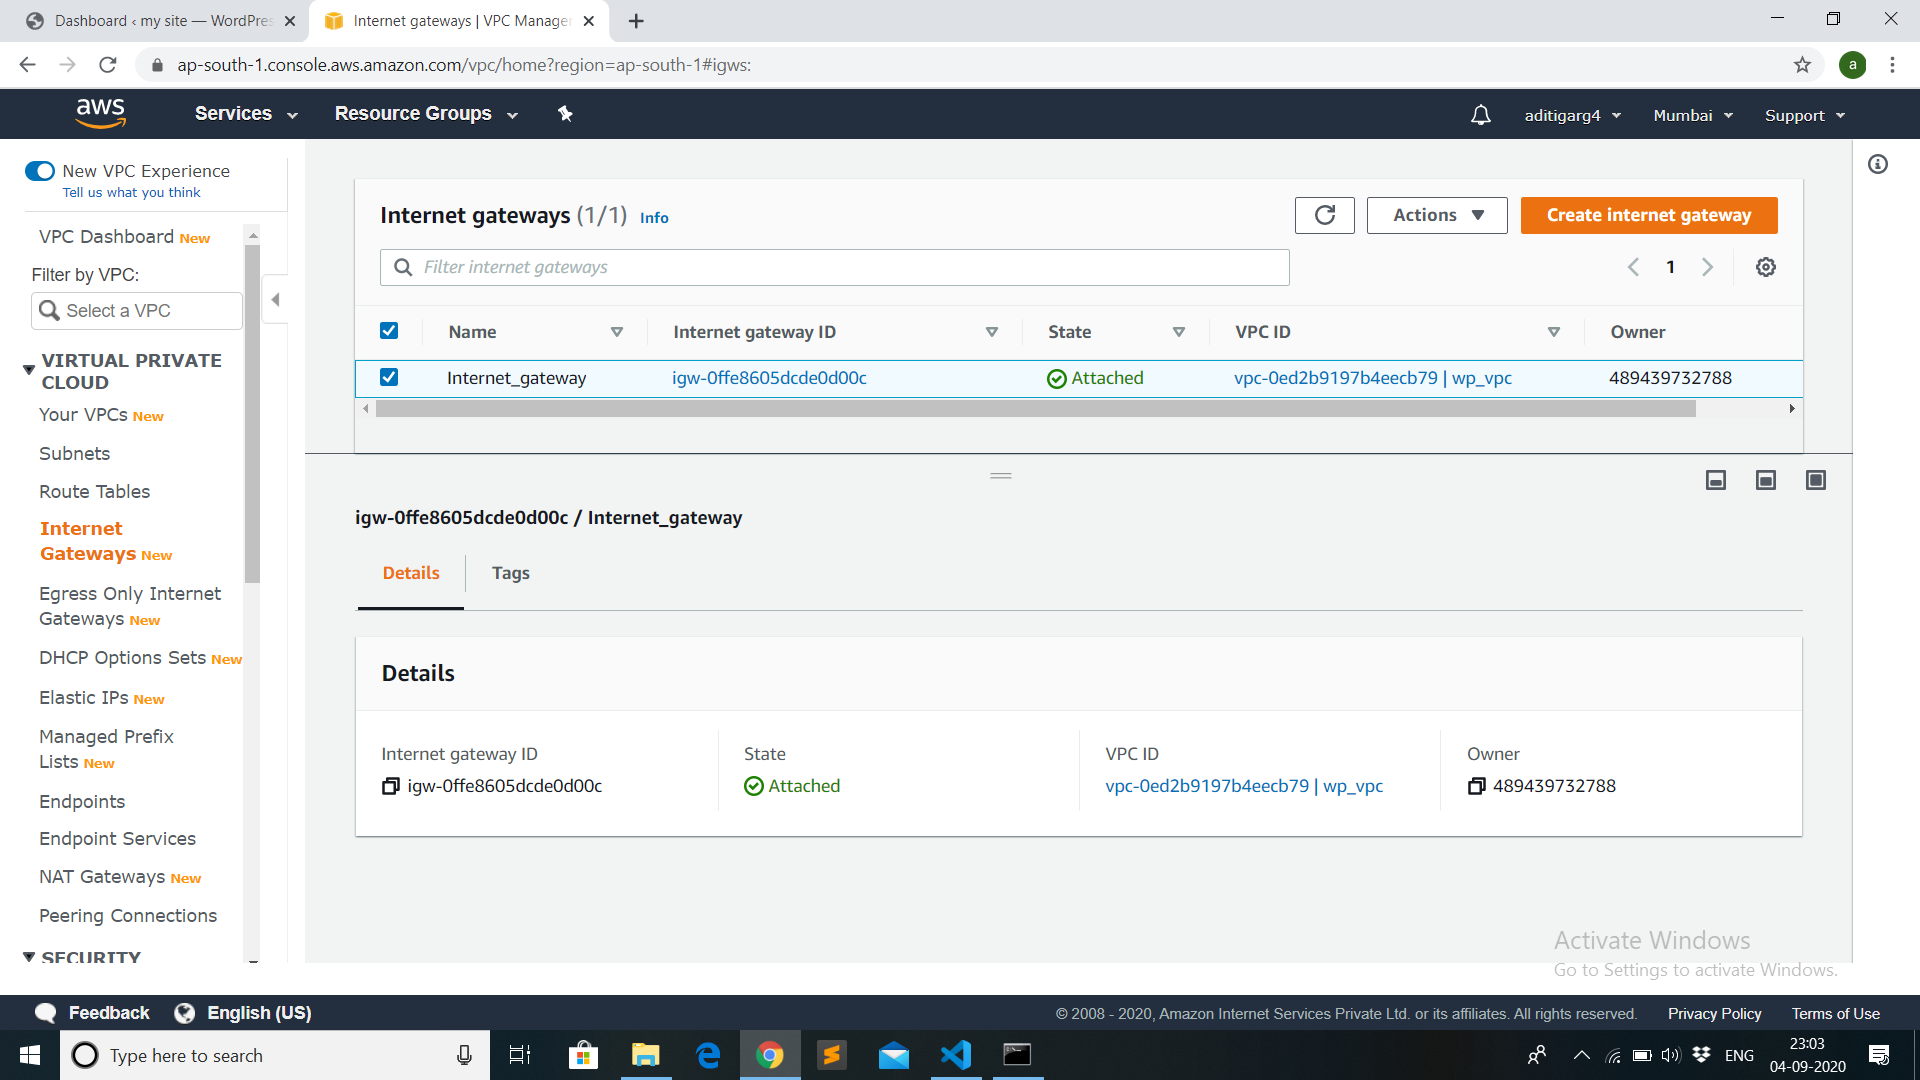 Dashboard ‹ my site — WordPres
Internet gateways | VPC Manager
ap-south-1.console.aws.amazon.com/vpc/home?region=ap-south-1#igws:
a
aws
Services
Resource Groups
aditigarg4
Mumbai
Support
New VPC Experience
Tell us what you think
VPC Dashboard New
Filter by VPC:
Select a VPC
VIRTUAL PRIVATE
CLOUD
Your VPCs New
Subnets
Route Tables
Internet
Gateways New
Egress Only Internet
Gateways New
DHCP Options Sets New
Elastic IPs New
Managed Prefix
Lists New
Endpoints
Endpoint Services
NAT Gateways New
Peering Connections
SECURITY
Internet gateways (1/1) Info
Actions
Create internet gateway
Filter internet gateways
1
Name
Internet gateway ID
State
VPC ID
Owner
Internet_gateway
igw-0ffe8605dcde0d00c
Attached
vpc-0ed2b9197b4eecb79 | wp_vpc
489439732788
igw-0ffe8605dcde0d00c / Internet_gateway
Details
Tags
Details
Internet gateway ID
igw-0ffe8605dcde0d00c
State
Attached
VPC ID
vpc-0ed2b9197b4eecb79 | wp_vpc
Owner
489439732788
Activate Windows
Go to Settings to activate Windows.
Feedback
English (US)
© 2008 - 2020, Amazon Internet Services Private Ltd. or its affiliates. All rights reserved.
Privacy Policy
Terms of Use
Type here to search
ENG
23:03
04-09-2020